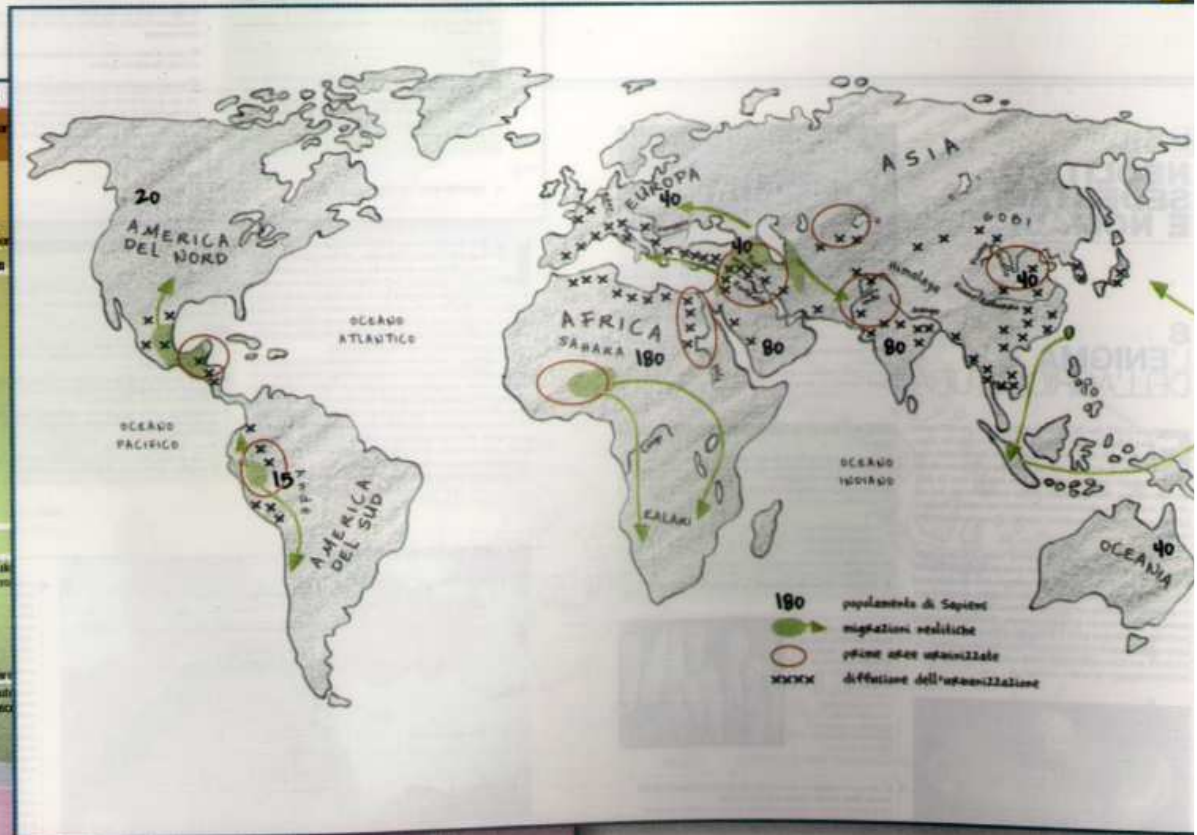 20
AMERICA
DEL NORD
OCEANO
ATLANTICO
OCEANO
PACIFICO
15
ANDE
AMERICA
DEL SUD
EUROPA
40
ASIA
40
GOBI
Himalaya
40
AFRICA
SAHARA 180
80
80
OCEANO
INDIANO
KALARI
OCEANIA
40
180 popolamento di Sapiens
migrazioni neolitiche
prime aree urbanizzate
xxxx diffusione dell'urbanizzazione
ENIGMA